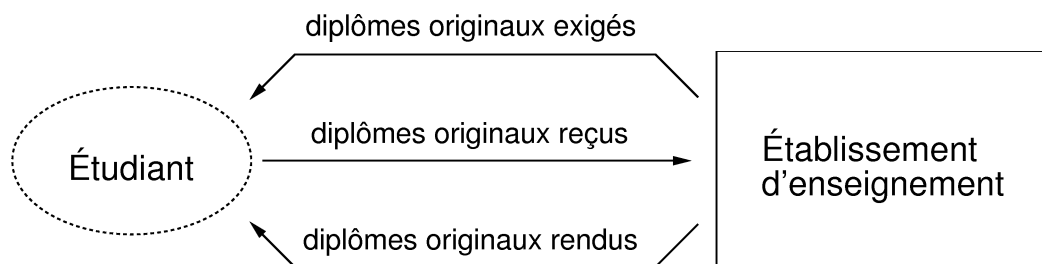 diplômes originaux exigés
diplômes originaux reçus
Étudiant
Établissement
d'enseignement
diplômes originaux rendus